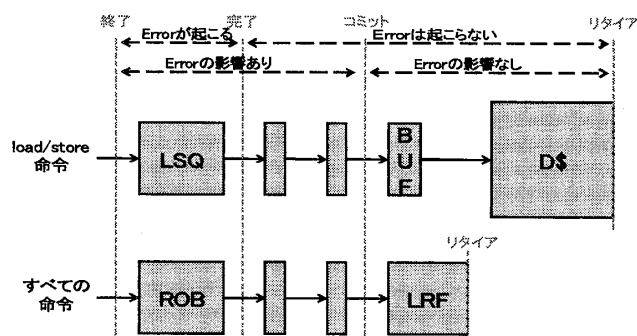 終了
完了
コミット
リタイア
Errorが起こる
Errorは起こらない
Errorの影響あり
Errorの影響なし
load/store
命令
LSQ
BUF
D$
リタイア
すべての
命令
ROB
LRF